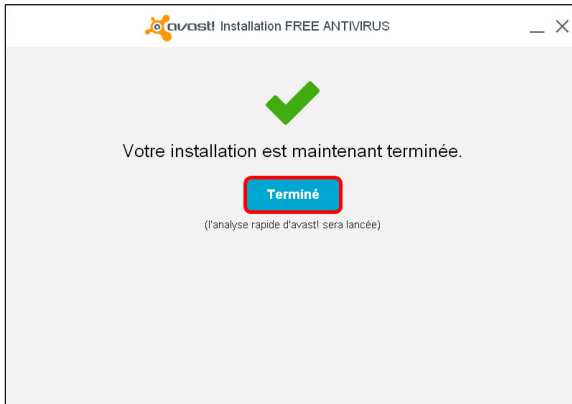 avast! Installation FREE ANTIVIRUS
Votre installation est maintenant terminée.
Terminé
(l'analyse rapide d'avast! sera lancée)